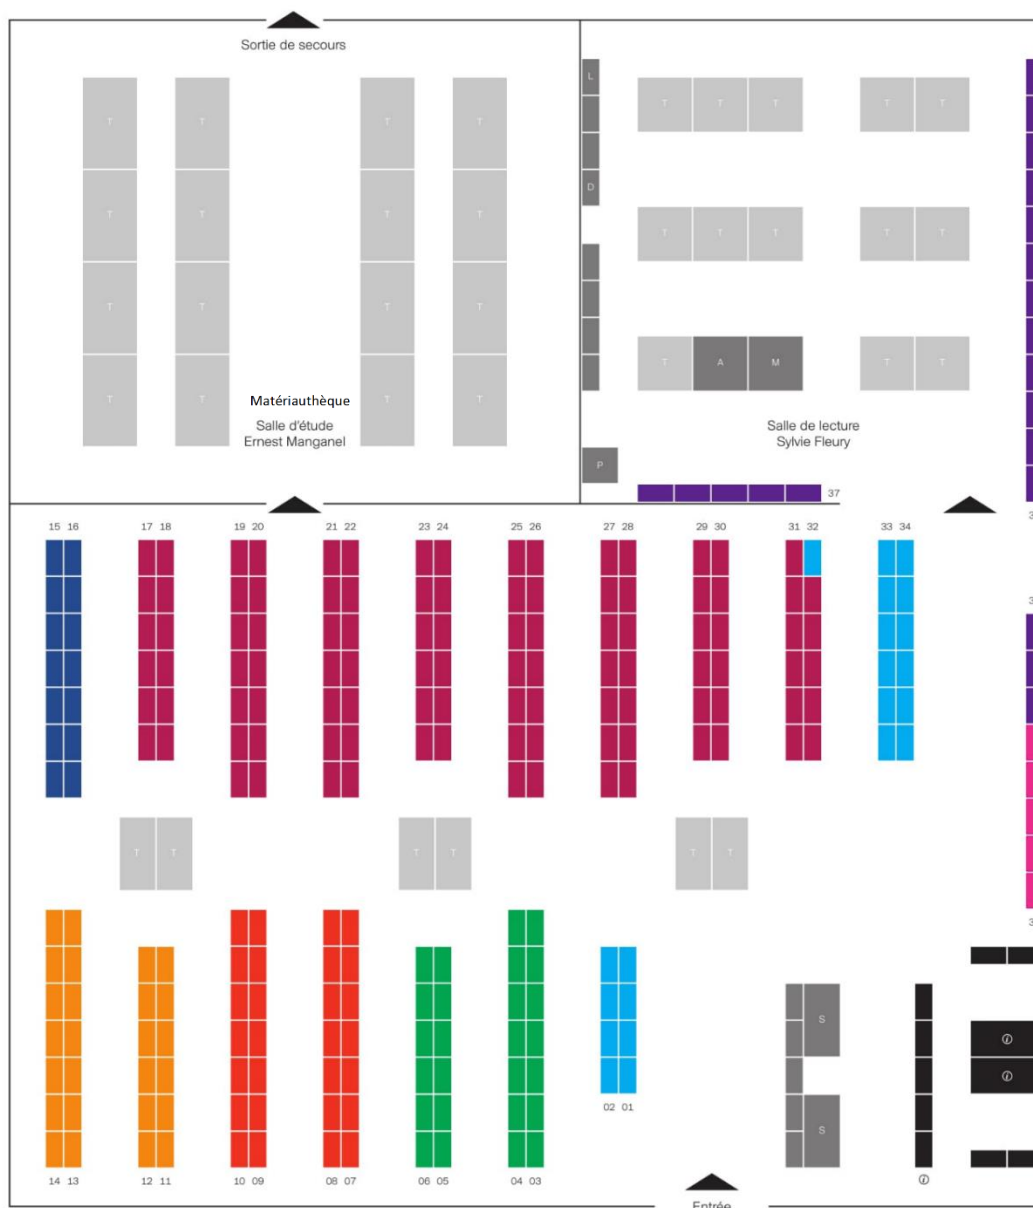 Sortie de secours
L
T T T T T
T T T T
D
T T T T
T T T T T
T T T T
T A M T T
T T T T
Matériauthèque
Salle d'étude
Ernest Manganel
Salle de lecture
Sylvie Fleury
P
37
15 16 17 18 19 20 21 22 23 24 25 26 27 28 29 30 31 32 33 34
T T T T T T
S
S
02 01
14 13 12 11 10 09 08 07 06 05 04 03
Entrée